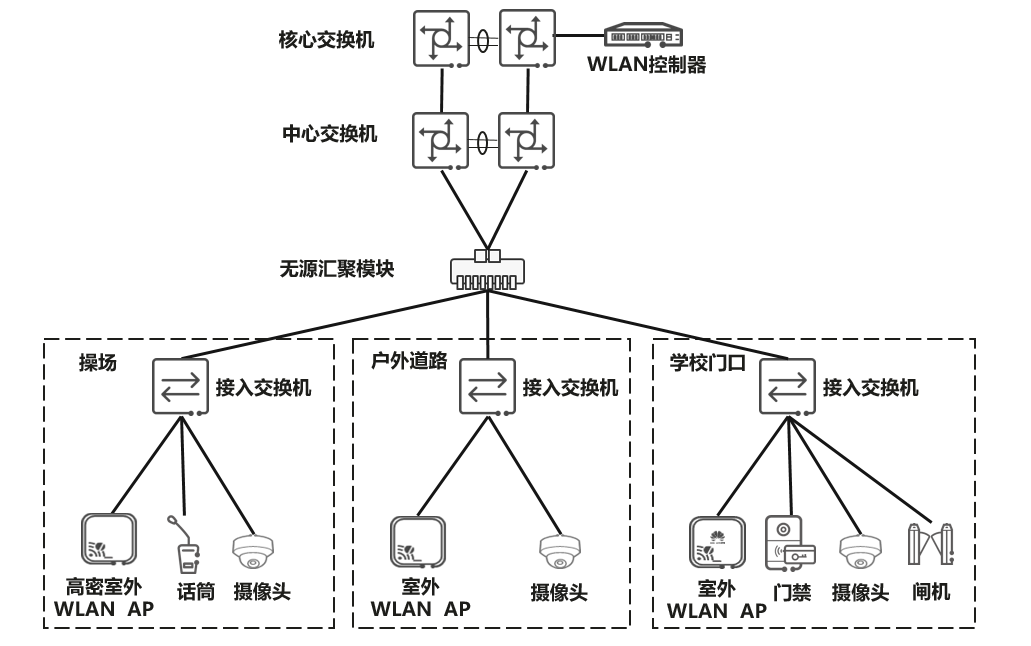 核心交换机
WLAN控制器
中心交换机
无源汇聚模块
操场
接入交换机
高密室外
WLAN AP
话筒
摄像头
户外道路
接入交换机
室外
WLAN AP
摄像头
学校门口
接入交换机
室外
WLAN AP
门禁
摄像头
闸机